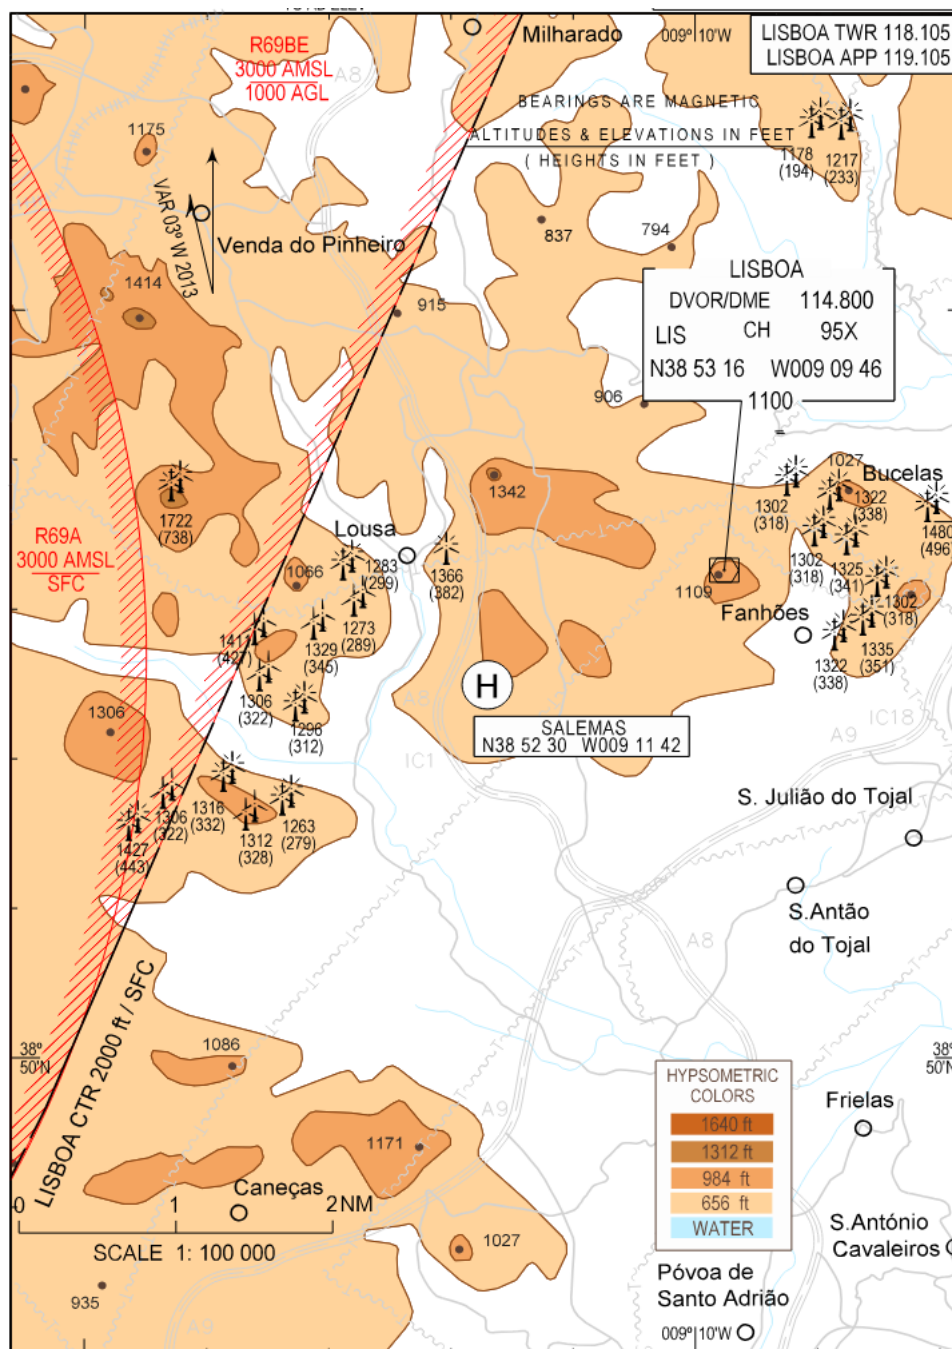 R69BE
3000 AMSL
1000 AGL
Milharado
009º 10'W
LISBOA TWR 118.105
LISBOA APP 119.105
A8
BEARINGS ARE MAGNETIC
ALTITUDES & ELEVATIONS IN FEET
( HEIGHTS IN FEET )
1178
(194)
1217
(233)
1175
VAR 03º W 2013
Venda do Pinheiro
837
794
1414
915
LISBOA
DVOR/DME 114.800
LIS CH 95X
N38 53 16 W009 09 46
1100
906
1722
(738)
R69A
3000 AMSL
SFC
Lousa
1342
1027
Bucelas
1302
(318)
1322
(338)
1480
(496)
1066
1283
(299)
1366
(382)
1302
(318)
1325
(341)
1109
Fanhões
1302
(318)
1411
(427)
1329
(345)
1273
(289)
1335
(351)
1322
(338)
1306
(322)
1296
(312)
1306
H
A8
SALEMAS
N38 52 30 W009 11 42
IC1
IC18
A9
1316
(332)
1306
(322)
1427
(443)
1312
(328)
1263
(279)
S. Julião do Tojal
S.Antão
do Tojal
A8
LISBOA CTR 2000 ft / SFC
38º
50'N
38º
50'N
1086
HYPSOMETRIC
COLORS
1640 ft
1312 ft
984 ft
656 ft
WATER
A9
Frielas
1171
Caneças
0 1 2NM
SCALE 1: 100 000
1027
935
A9
S.António
Cavaleiros
Póvoa de
Santo Adrião
009º 10'W